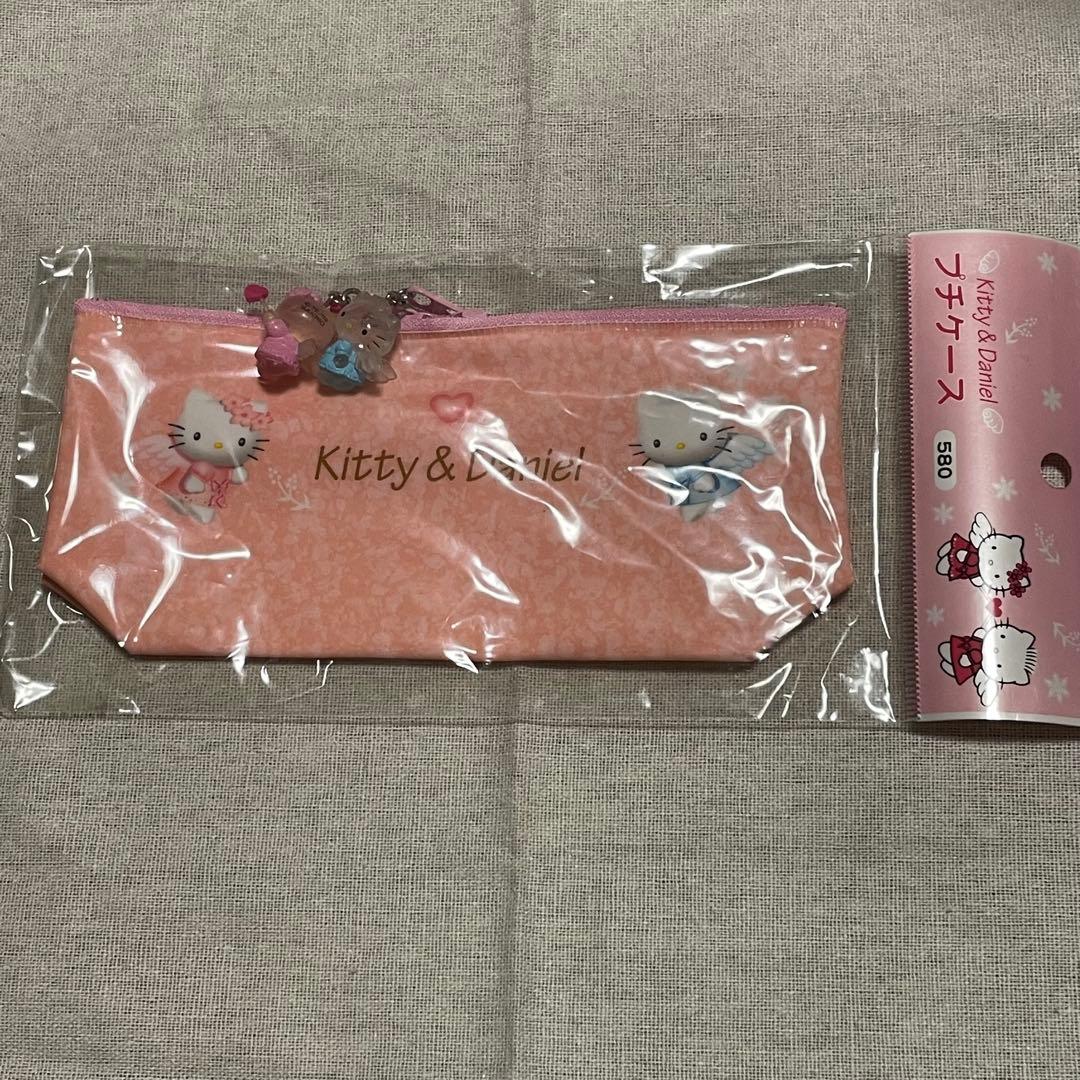 Kitty & Daniel
Kitty & Daniel
プチケース
580